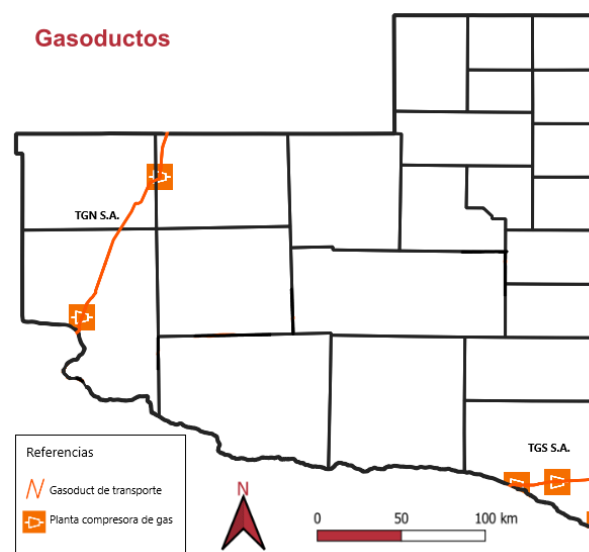 Gasoductos
TGN S.A.
TGS S.A.
Referencias
Gasoduct de transporte
Planta compresora de gas
N
0 50 100 km